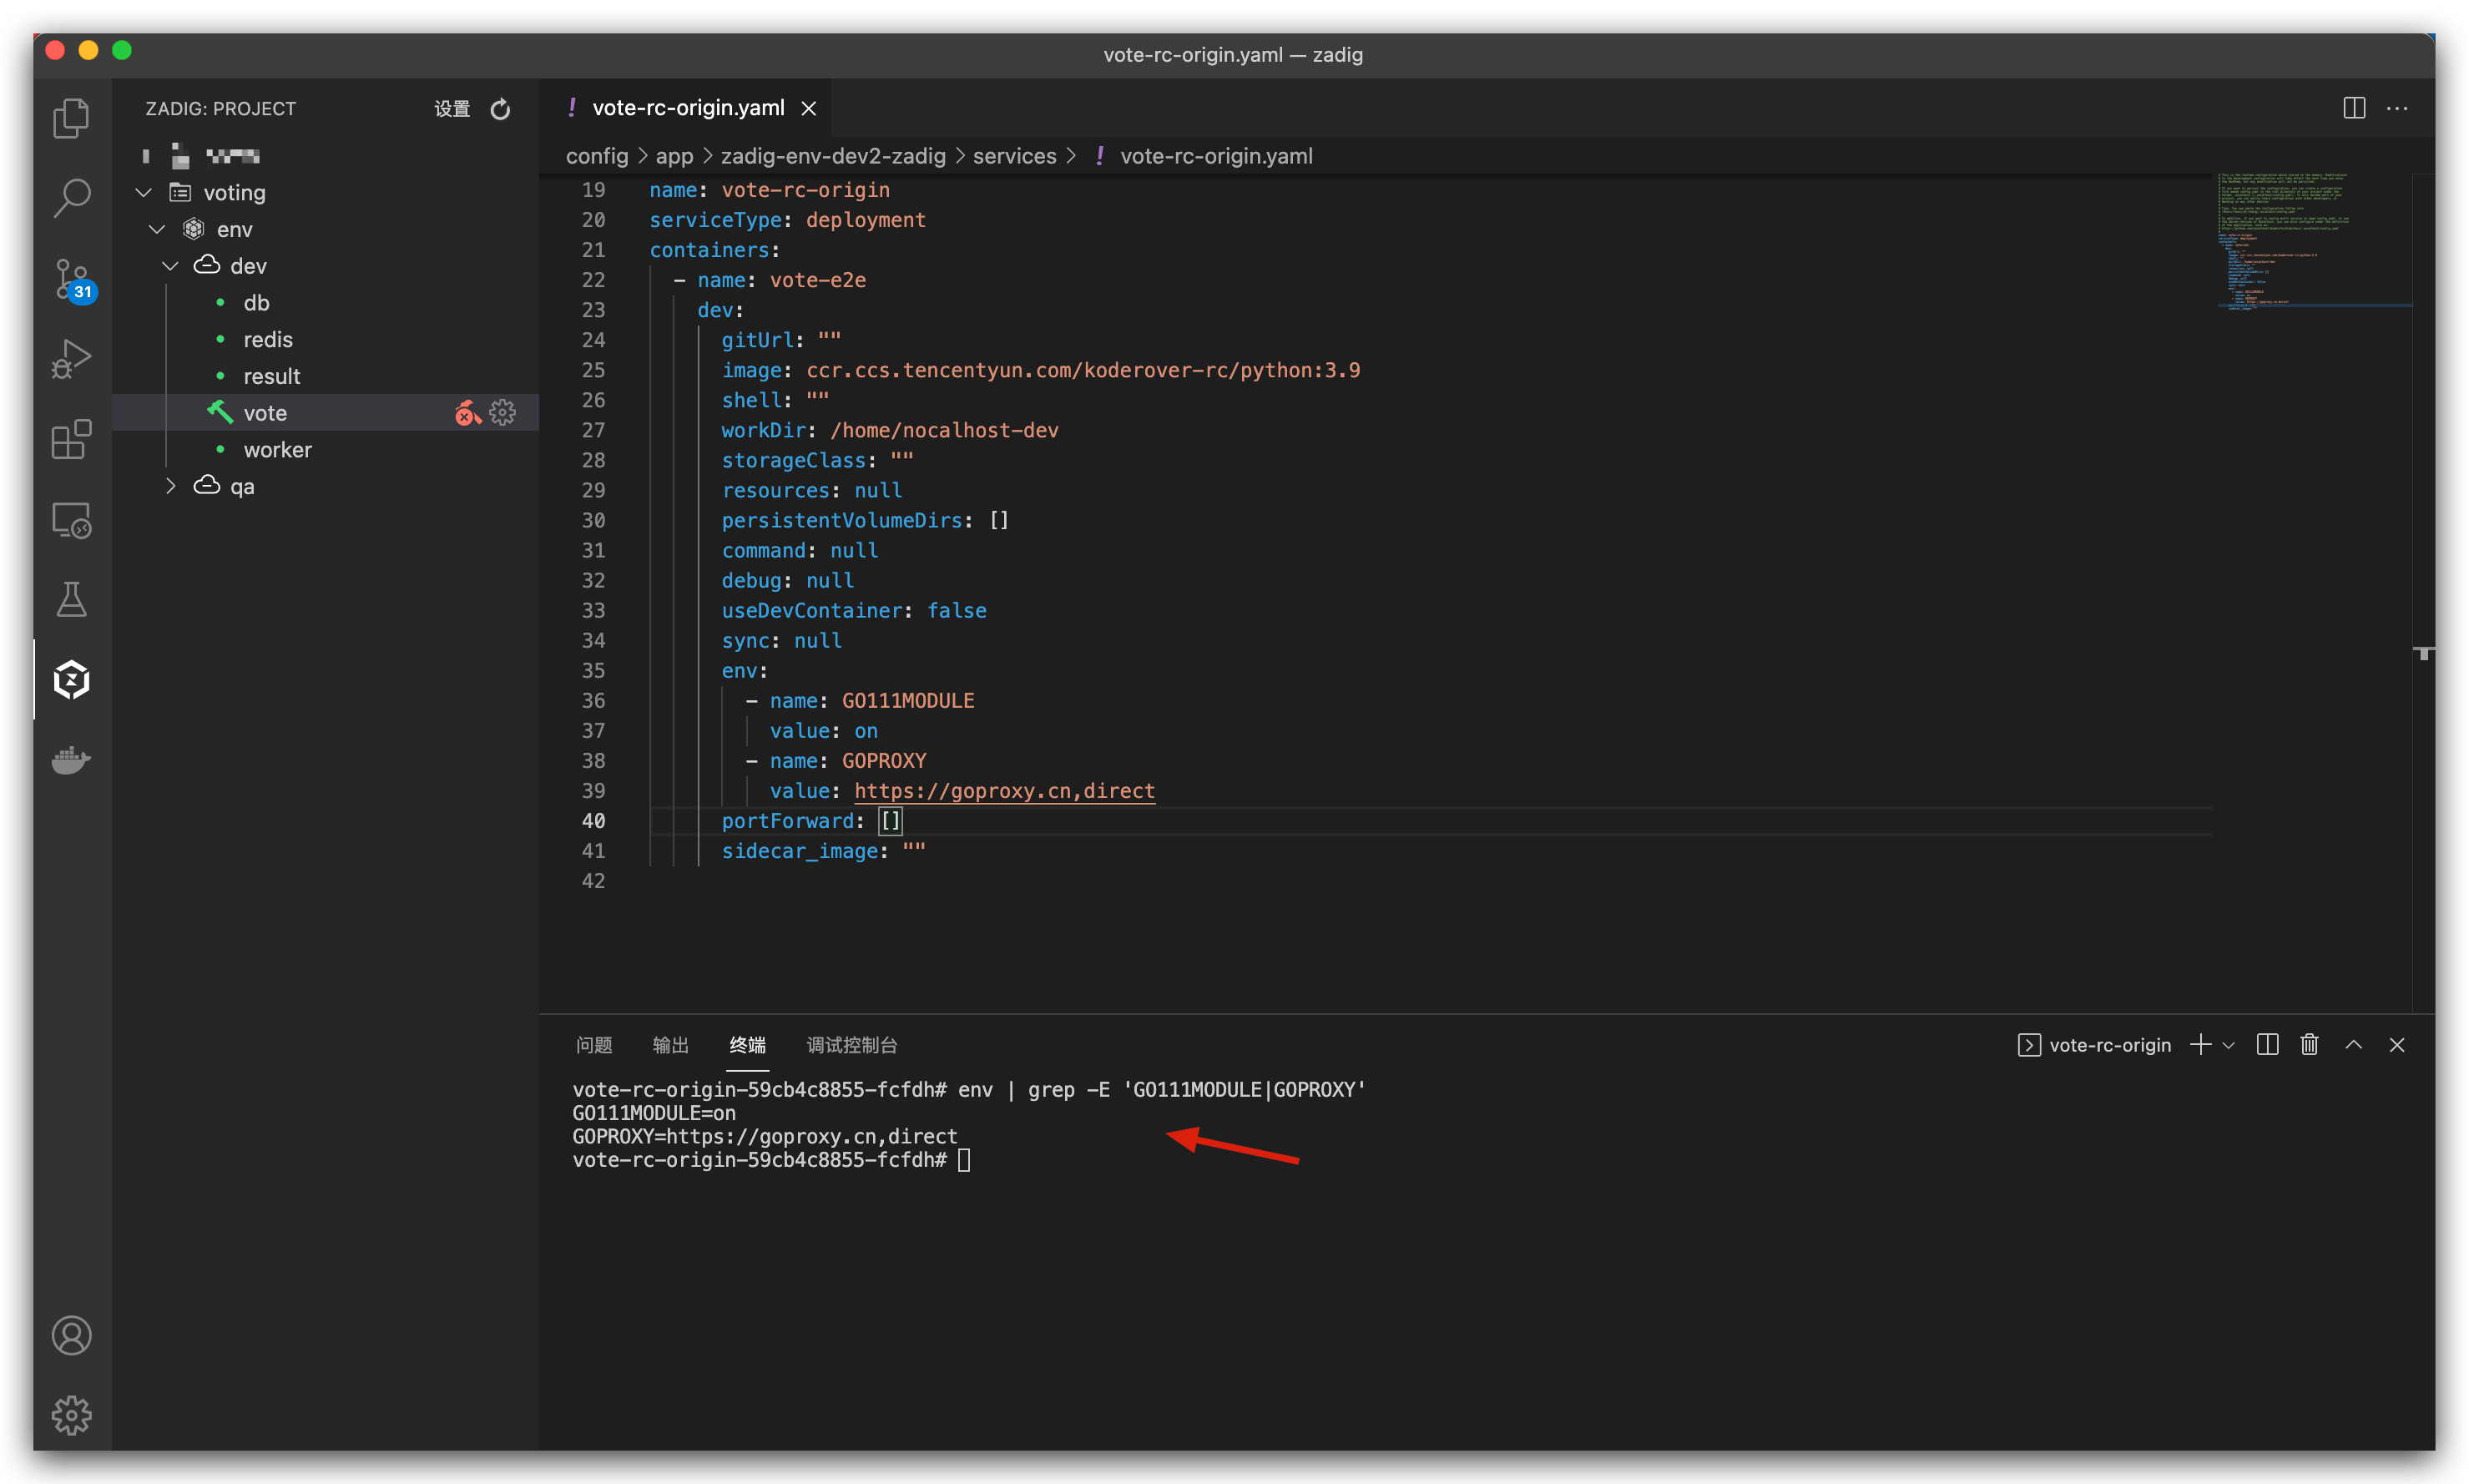 vote-rc-origin.yaml — zadig
ZADIG: PROJECT 设置
voting
env
dev
db
redis
result
vote
worker
qa
31
! vote-rc-origin.yaml
config > app > zadig-env-dev2-zadig > services > ! vote-rc-origin.yaml
19 name: vote-rc-origin
20 serviceType: deployment
21 containers:
22 - name: vote-e2e
23 dev:
24 gitUrl: ""
25 image: ccr.ccs.tencentyun.com/koderover-rc/python:3.9
26 shell: ""
27 workDir: /home/nocalhost-dev
28 storageClass: ""
29 resources: null
30 persistentVolumeDirs: []
31 command: null
32 debug: null
33 useDevContainer: false
34 sync: null
35 env:
36 - name: GO111MODULE
37 value: on
38 - name: GOPROXY
39 value: https://goproxy.cn,direct
40 portForward: []
41 sidecar_image: ""
42
问题 输出 终端 调试控制台
vote-rc-origin
vote-rc-origin-59cb4c8855-fcfdh# env | grep -E 'GO111MODULE|GOPROXY'
GO111MODULE=on
GOPROXY=https://goproxy.cn,direct
vote-rc-origin-59cb4c8855-fcfdh#